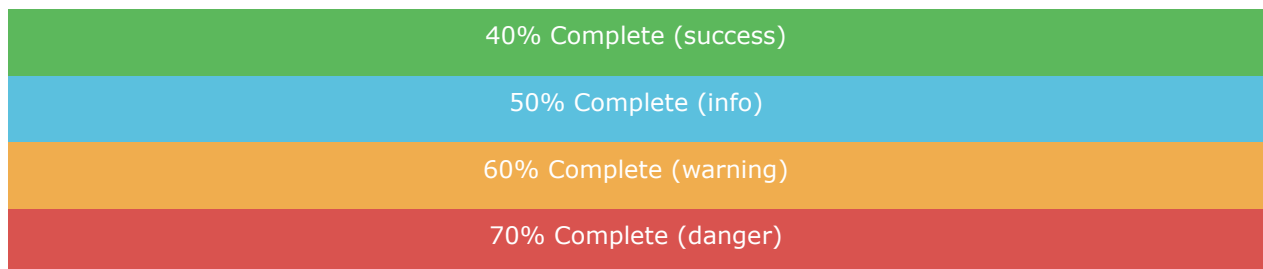 40% Complete (success)
50% Complete (info)
60% Complete (warning)
70% Complete (danger)